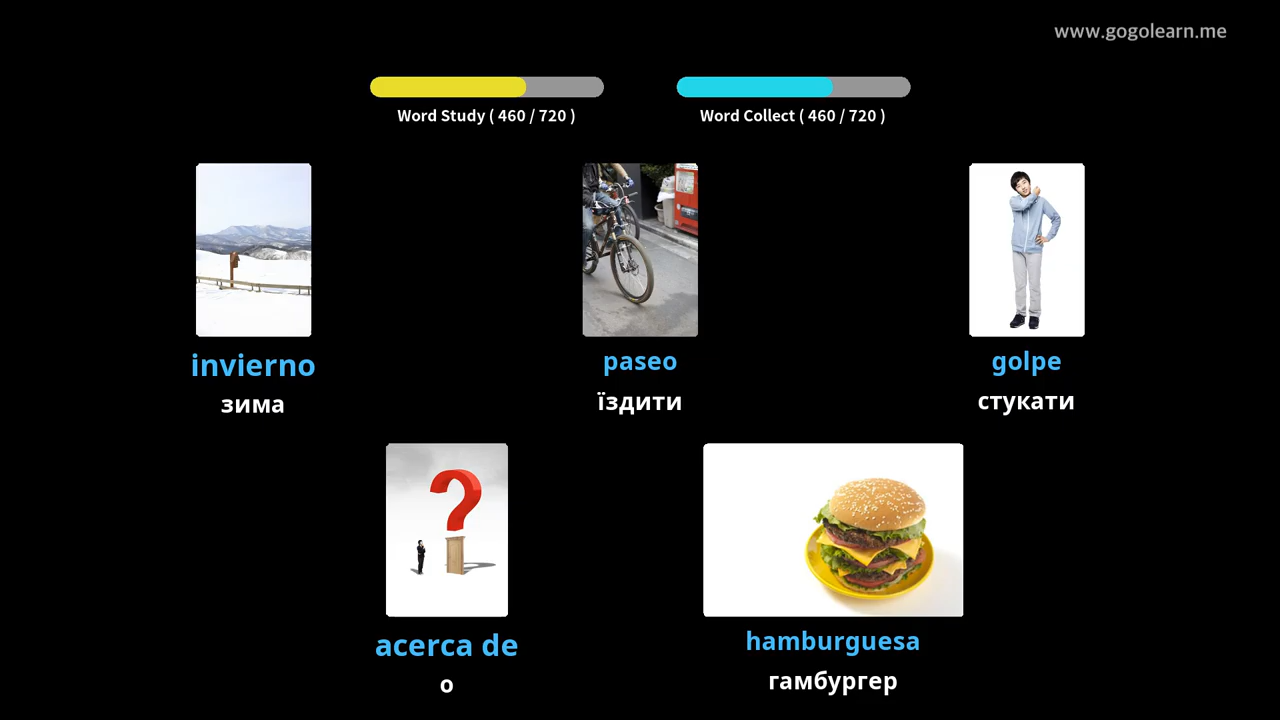 www.gogolearn.me
Word Study ( 460 / 720 )
Word Collect ( 460 / 720 )
invierno
зима
paseo
їздити
golpe
стукати
acerca de
о
hamburguesa
гамбургер